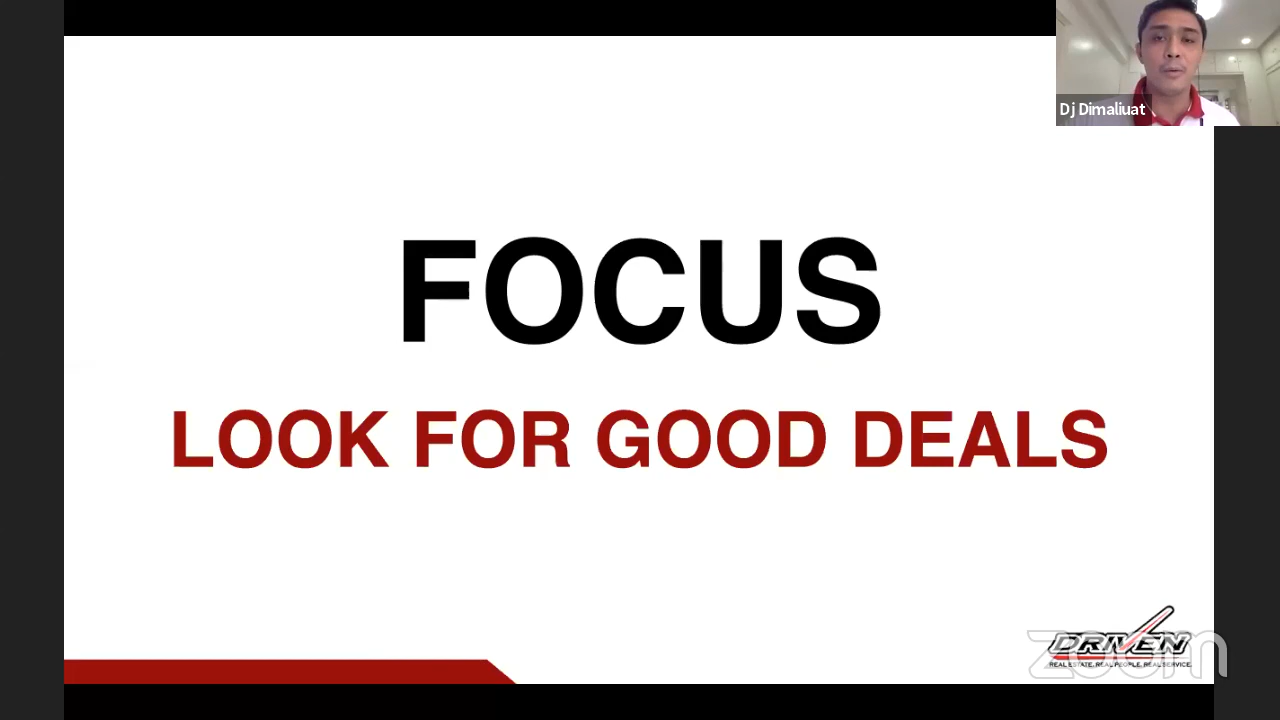 Dj Dimaliuat
FOCUS
LOOK FOR GOOD DEALS
DRIVEN
REAL ESTATE. REAL PEOPLE. REAL SERVICE.
zoom